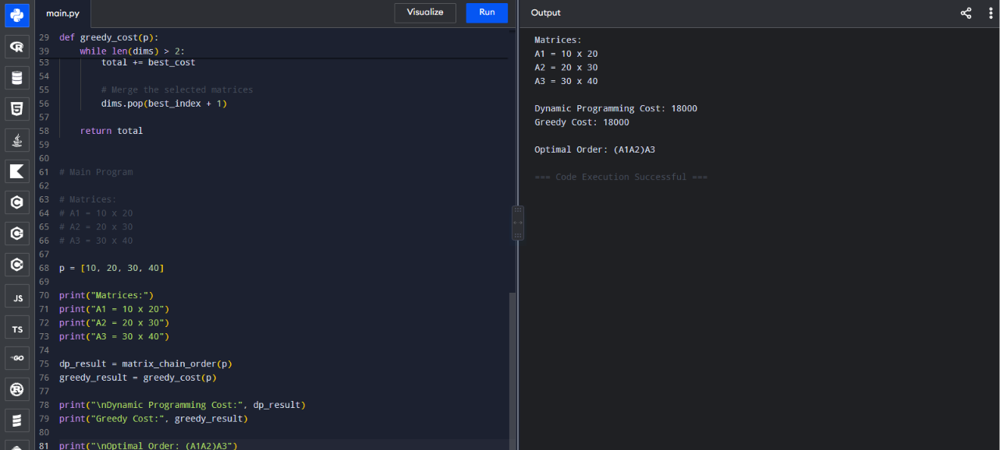 main.py
Visualize
Run
29 def greedy_cost(p):
39 while len(dims) > 2:
53 total += best_cost
54
55 # Merge the selected matrices
56 dims.pop(best_index + 1)
57
58 return total
59
60
61 # Main Program
62
63 # Matrices:
64 # A1 = 10 x 20
65 # A2 = 20 x 30
66 # A3 = 30 x 40
67
68 p = [10, 20, 30, 40]
69
70 print("Matrices:")
71 print("A1 = 10 x 20")
72 print("A2 = 20 x 30")
73 print("A3 = 30 x 40")
74
75 dp_result = matrix_chain_order(p)
76 greedy_result = greedy_cost(p)
77
78 print("\nDynamic Programming Cost:", dp_result)
79 print("Greedy Cost:", greedy_result)
80
81 print("\nOptimal Order: (A1A2)A3")
JS
TS
GO
Output
Matrices:
A1 = 10 x 20
A2 = 20 x 30
A3 = 30 x 40
Dynamic Programming Cost: 18000
Greedy Cost: 18000
Optimal Order: (A1A2)A3
=== Code Execution Successful ===